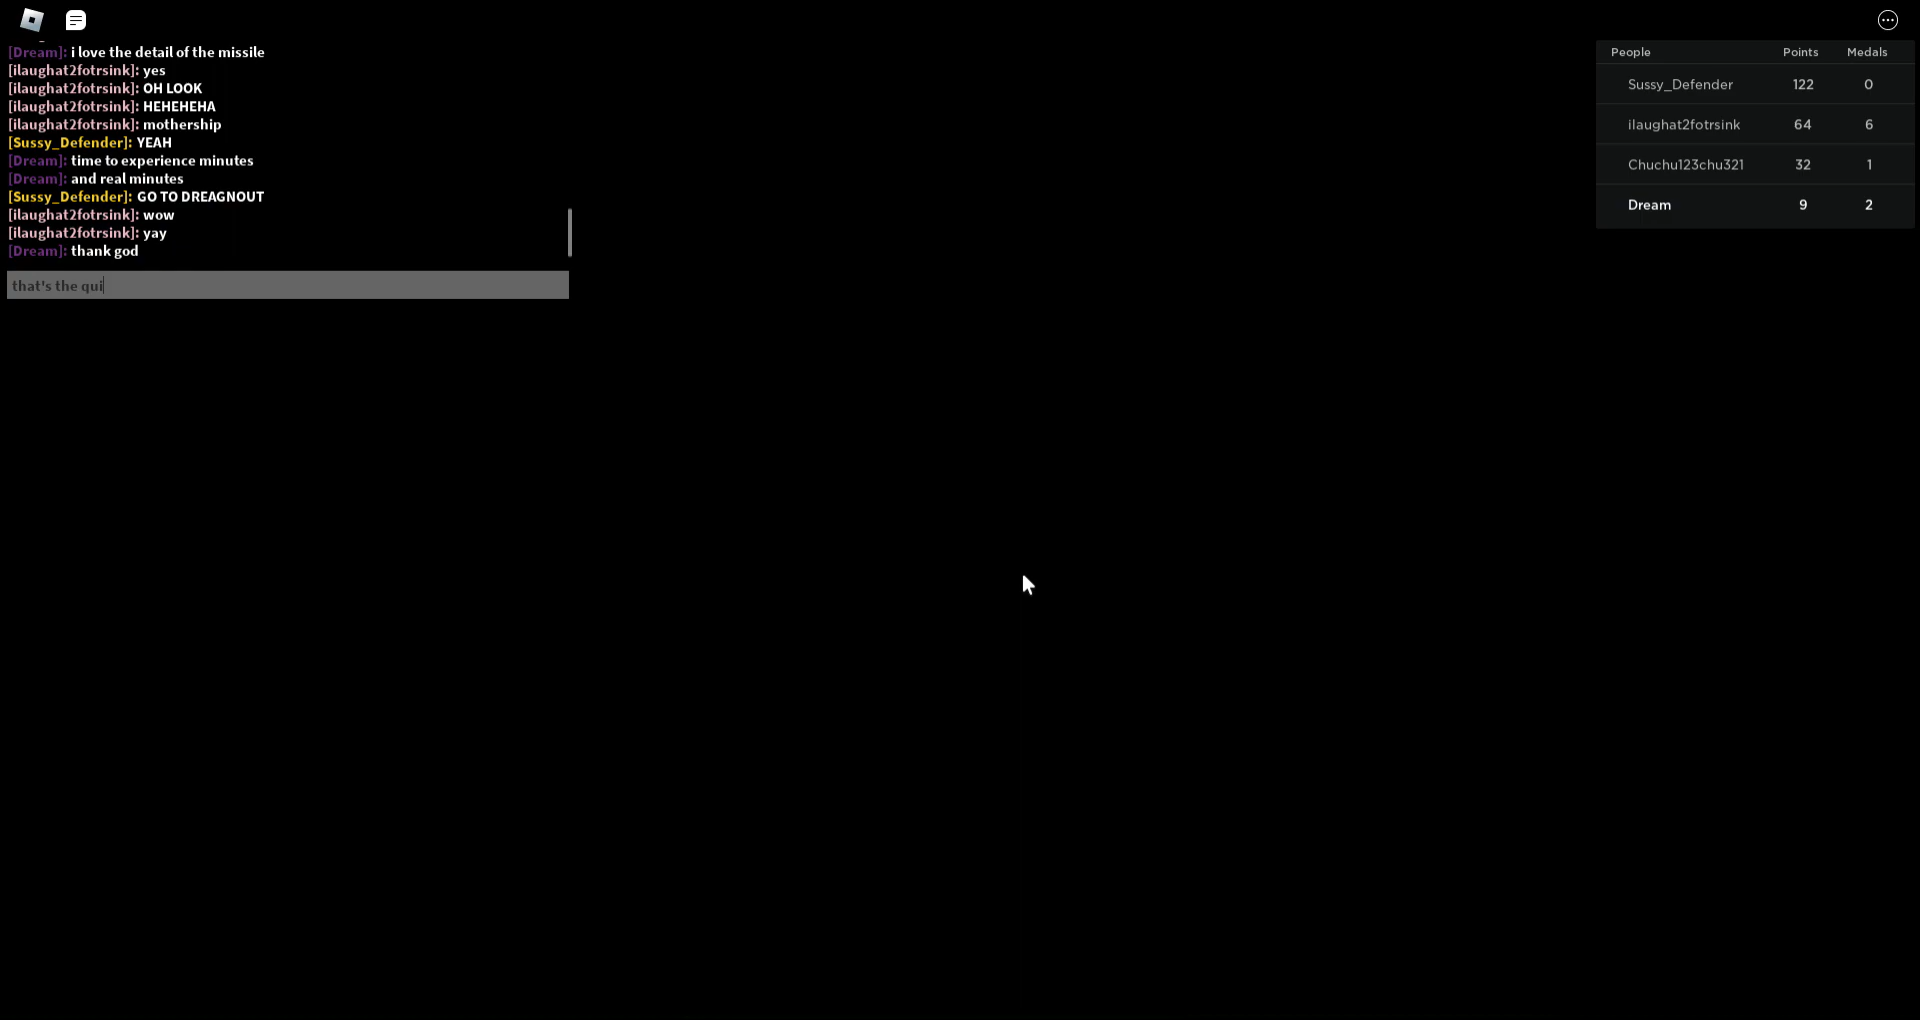 [Dream]: i love the detail of the missile
[ilaughat2fotrsink]: yes
[ilaughat2fotrsink]: OH LOOK
[ilaughat2fotrsink]: HEHEHEHA
[ilaughat2fotrsink]: mothership
[Sussy_Defender]: YEAH
[Dream]: time to experience minutes
[Dream]: and real minutes
[Sussy_Defender]: GO TO DREAGNOUT
[ilaughat2fotrsink]: wow
[ilaughat2fotrsink]: yay
[Dream]: thank god
that's the qui
People Points Medals
Sussy_Defender 122 0
ilaughat2fotrsink 64 6
Chuchu123chu321 32 1
Dream 9 2